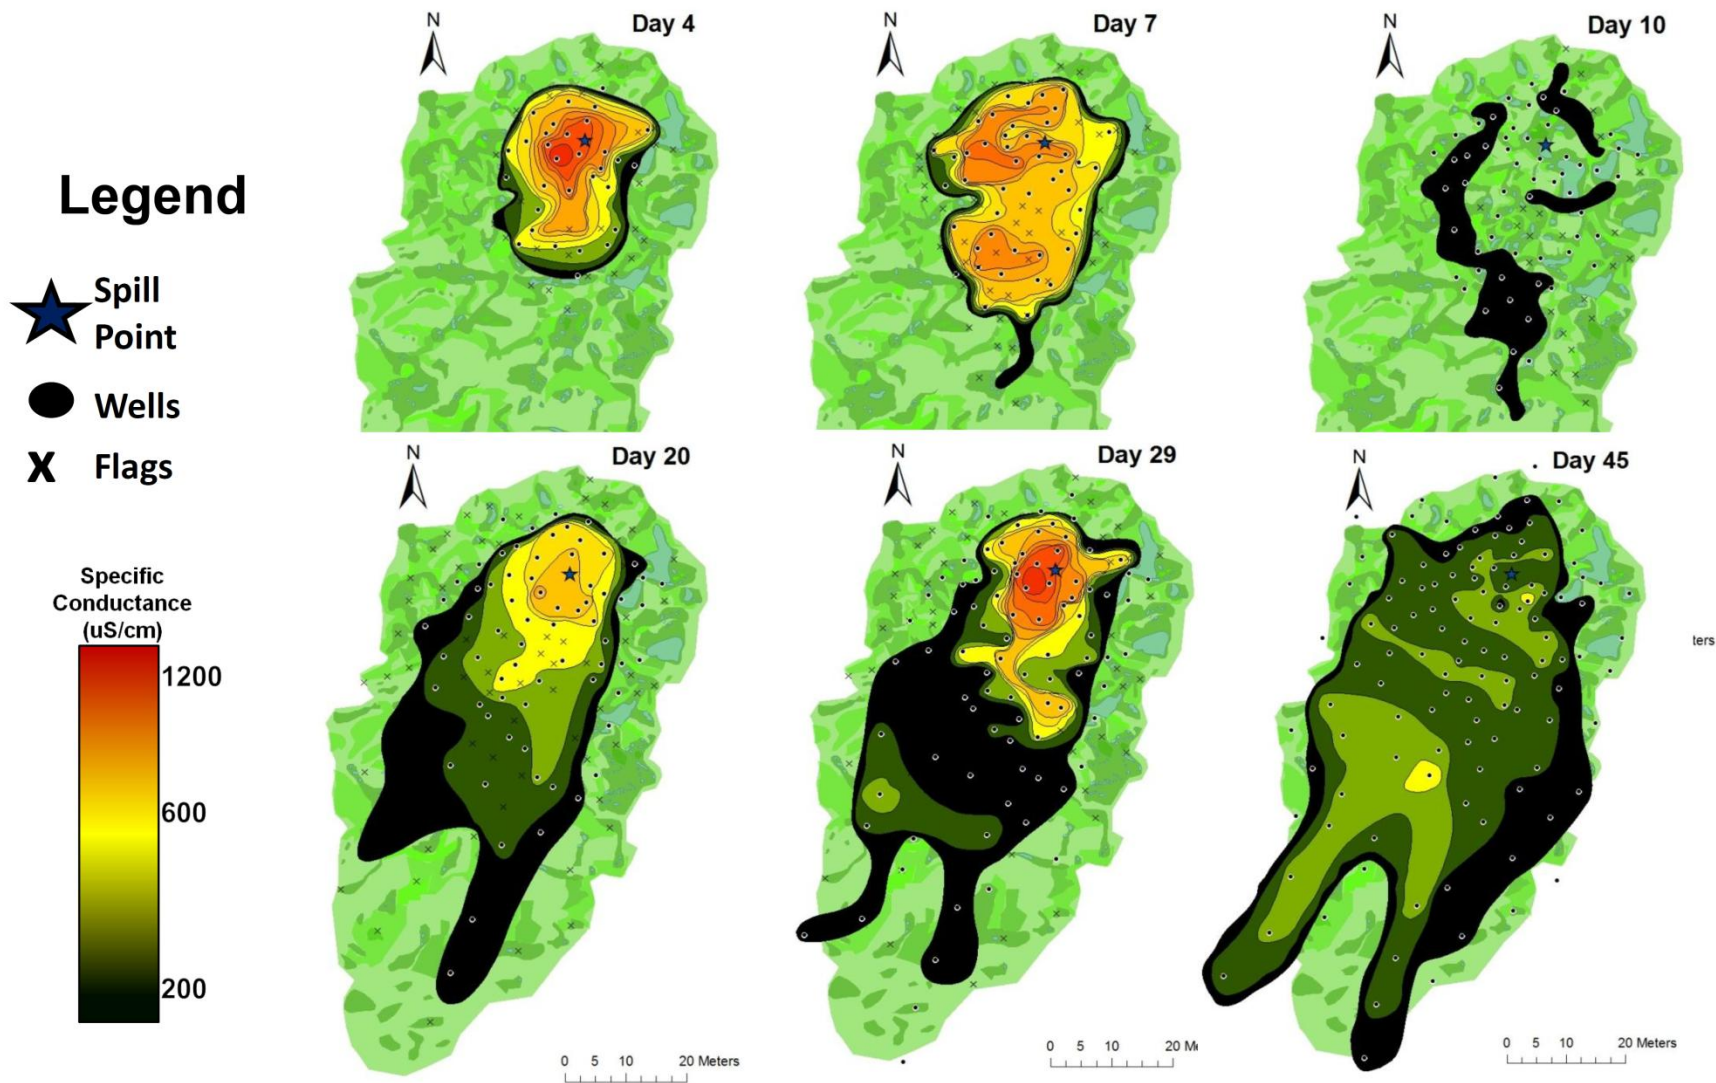 Legend
Spill
Point
Wells
X Flags
Specific
Conductance
(uS/cm)
1200
600
200
N
Day 4
N
Day 7
N
Day 10
N
Day 20
0 5 10 20 Meters
N
Day 29
0 5 10 20 M
N
Day 45
ters
0 5 10 20 Meters